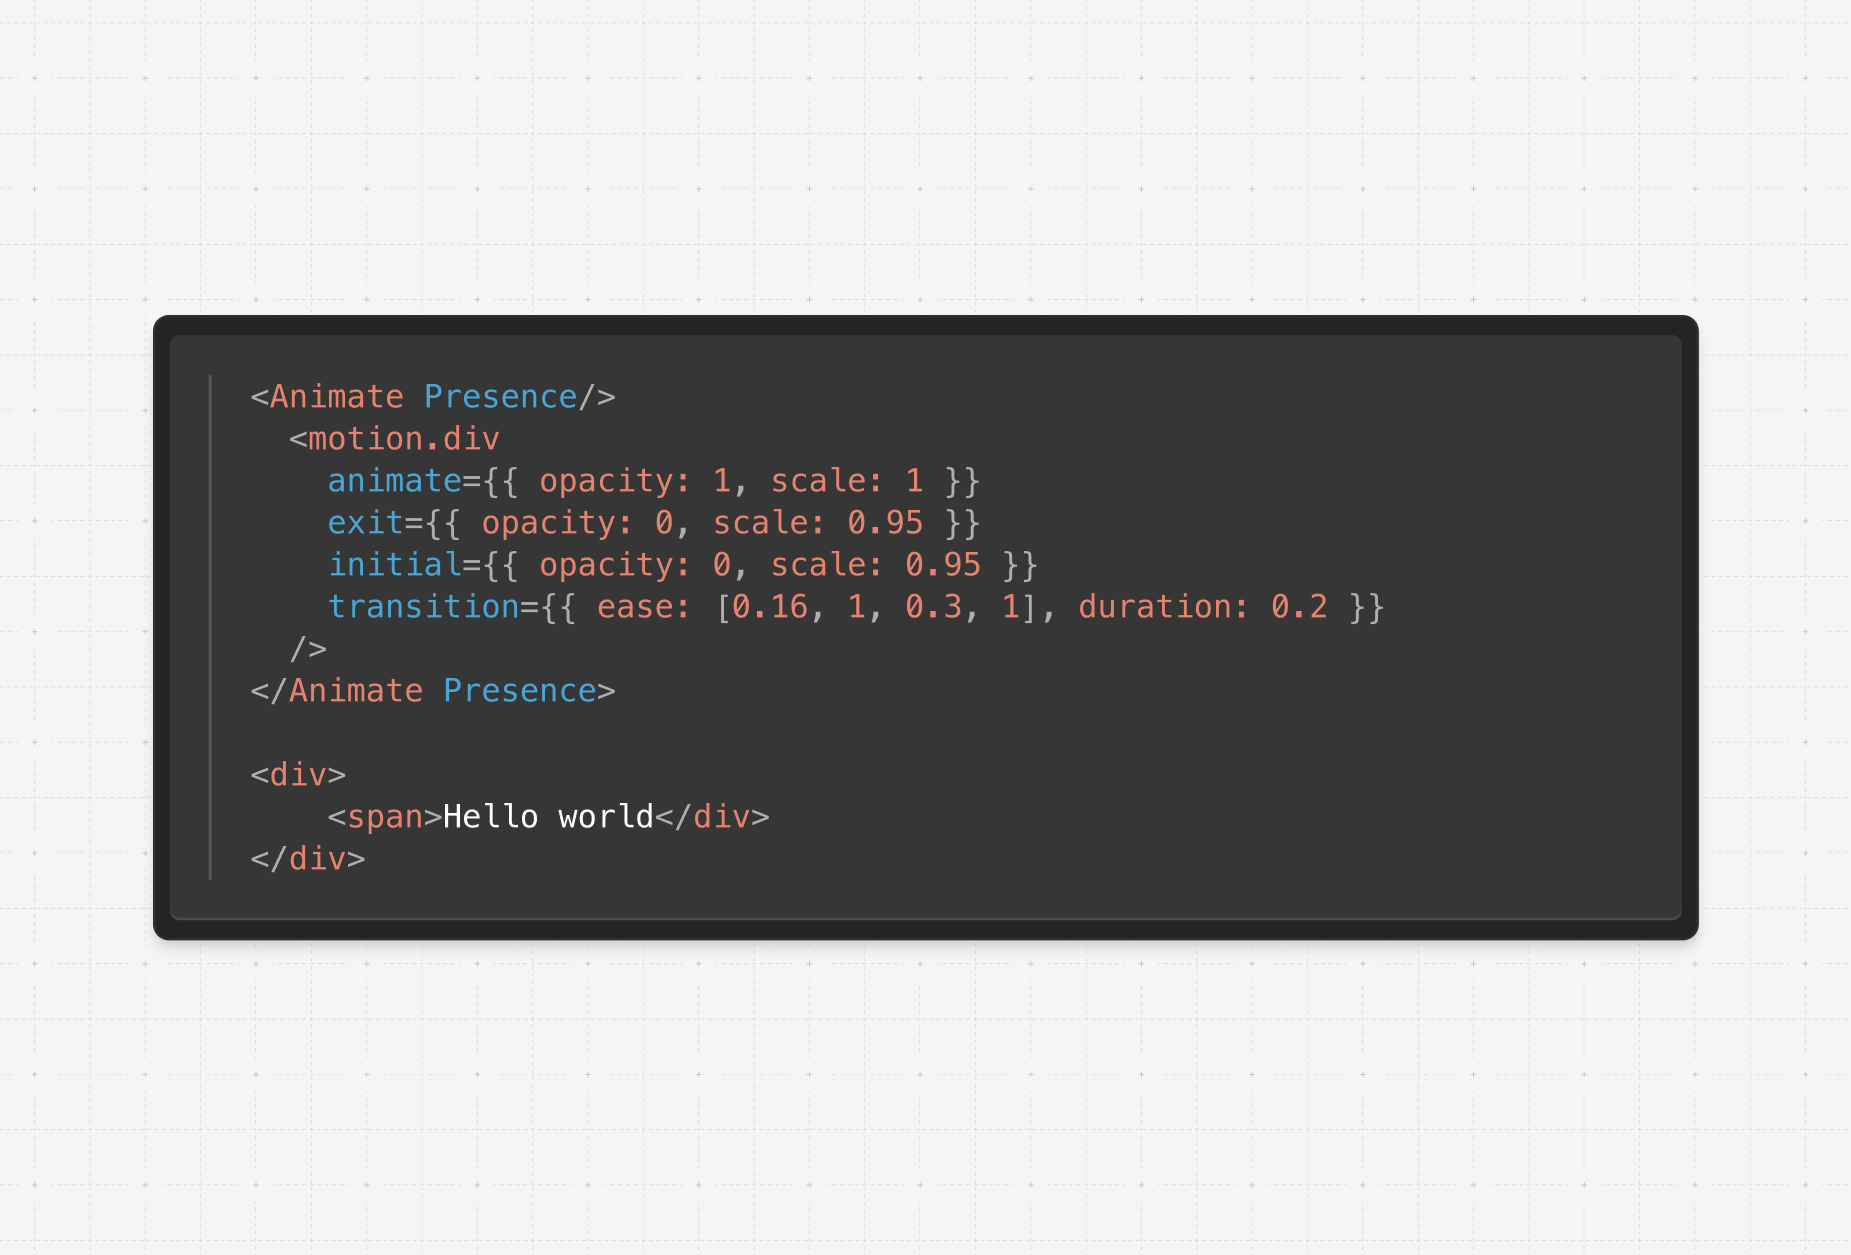 <Animate Presence/>
<motion.div
animate={{ opacity: 1, scale: 1 }}
exit={{ opacity: 0, scale: 0.95 }}
initial={{ opacity: 0, scale: 0.95 }}
transition={{ ease: [0.16, 1, 0.3, 1], duration: 0.2 }}
/>
</Animate Presence>
<div>
<span>Hello world</div>
</div>